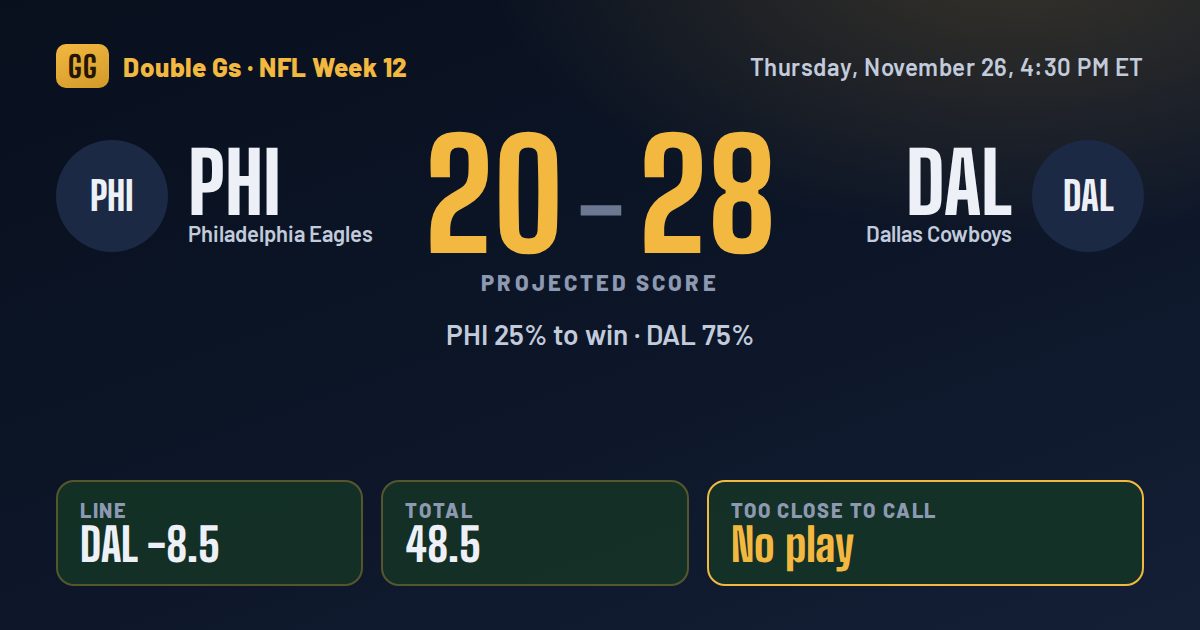 GG Double Gs · NFL Week 12
Thursday, November 26, 4:30 PM ET
PHI
PHI
Philadelphia Eagles
20 – 28
DAL
Dallas Cowboys
DAL
PROJECTED SCORE
PHI 25% to win · DAL 75%
LINE
DAL −8.5
TOTAL
48.5
TOO CLOSE TO CALL
No play